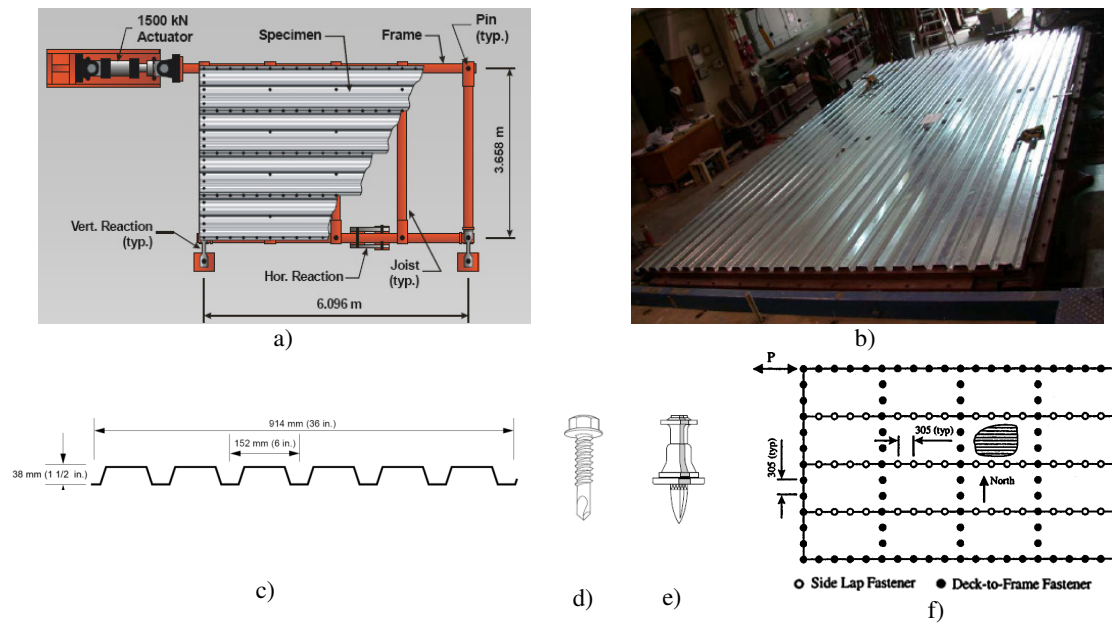 1500 kN
Actuator
Specimen
Frame
Pin
(typ.)
3.658 m
Vert. Reaction
(typ.)
Hor. Reaction
Joist
(typ.)
6.096 m
a)
b)
914 mm (36 in.)
152 mm (6 in.)
38 mm (1 1/2 in.)
c)
d)
e)
P
305 (typ)
305 (typ)
North
Side Lap Fastener
Deck-to-Frame Fastener
f)